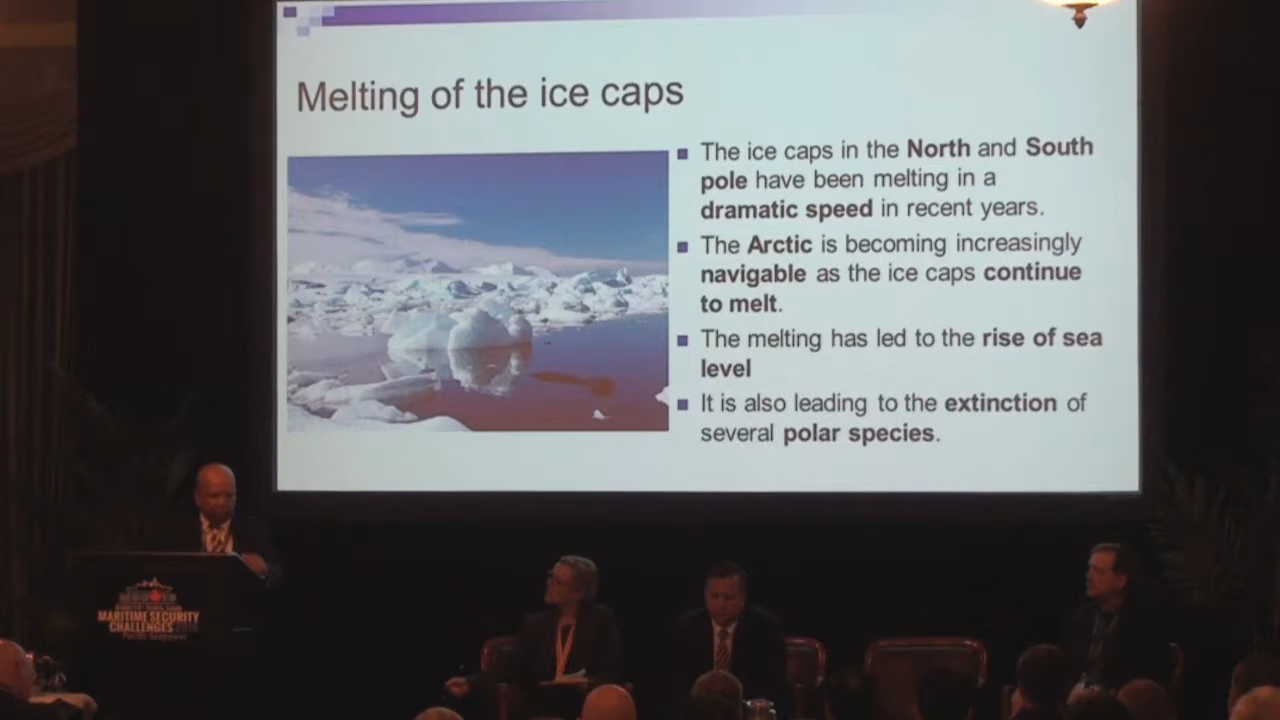 Melting of the ice caps
The ice caps in the North and South
pole have been melting in a
dramatic speed in recent years.
The Arctic is becoming increasingly
navigable as the ice caps continue
to melt.
The melting has led to the rise of sea
level
It is also leading to the extinction of
several polar species.
MARITIME SECURITY
CHALLENGES
Pacific Seapower